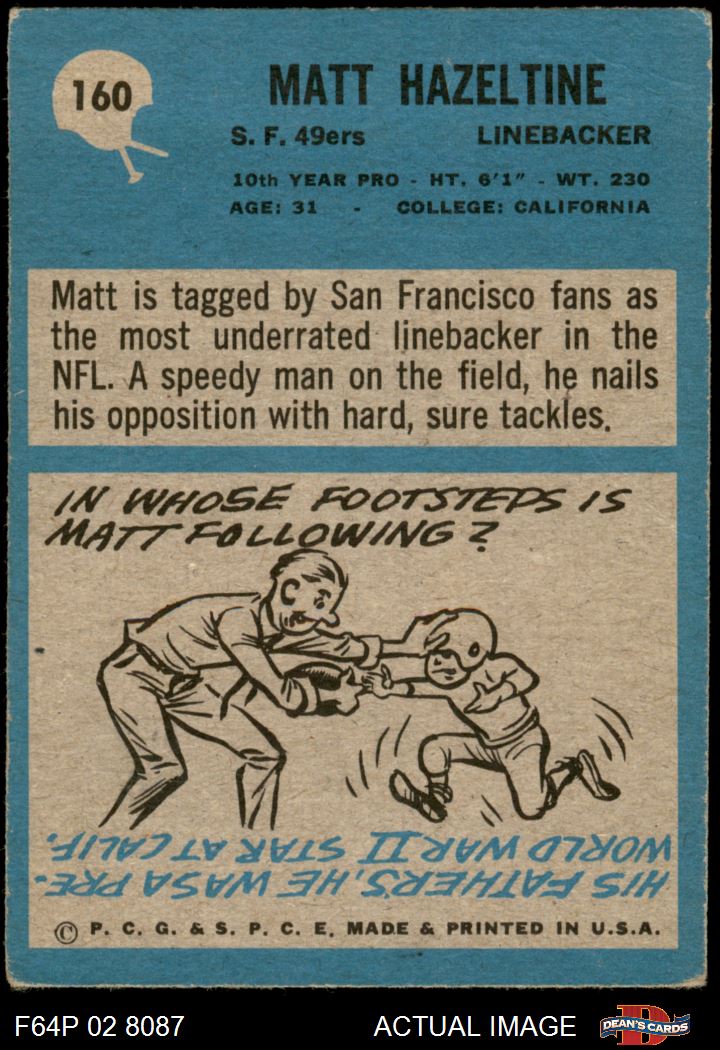 160
MATT HAZELTINE
S. F. 49ers LINEBACKER
10th YEAR PRO - HT. 6'1" - WT. 230
AGE: 31 - COLLEGE: CALIFORNIA
Matt is tagged by San Francisco fans as
the most underrated linebacker in the
NFL. A speedy man on the field, he nails
his opposition with hard, sure tackles.
IN WHOSE FOOTSTEPS IS
MATT FOLLOWING?
C
HIS FATHER'S, HE WAS A PRE-
WORLD WAR II STAR AT CALIF.
© P. C. G. & S. P. C. E. MADE & PRINTED IN U.S.A.
F64P 02 8087 ACTUAL IMAGE
D
DEAN'S CARDS